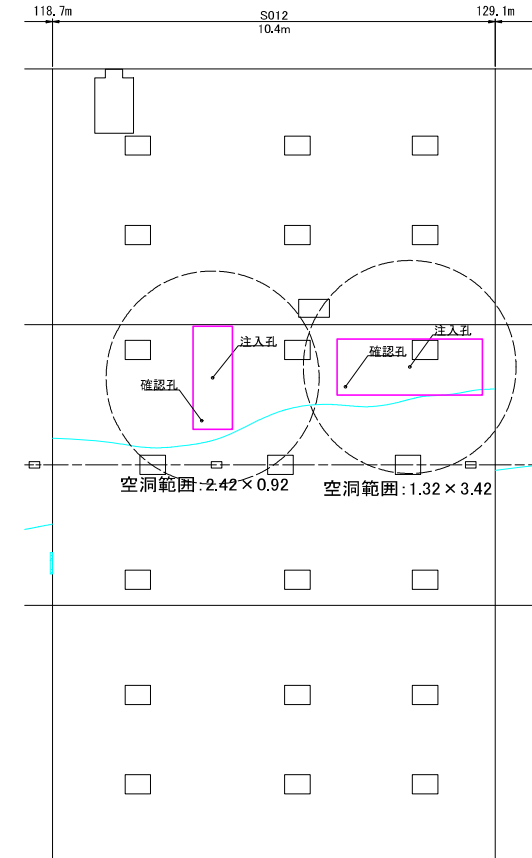 118.7m
S012
129.1m
10.4m
注入孔
確認孔
注入孔
確認孔
空洞範囲:2.42×0.92
空洞範囲:1.32×3.42